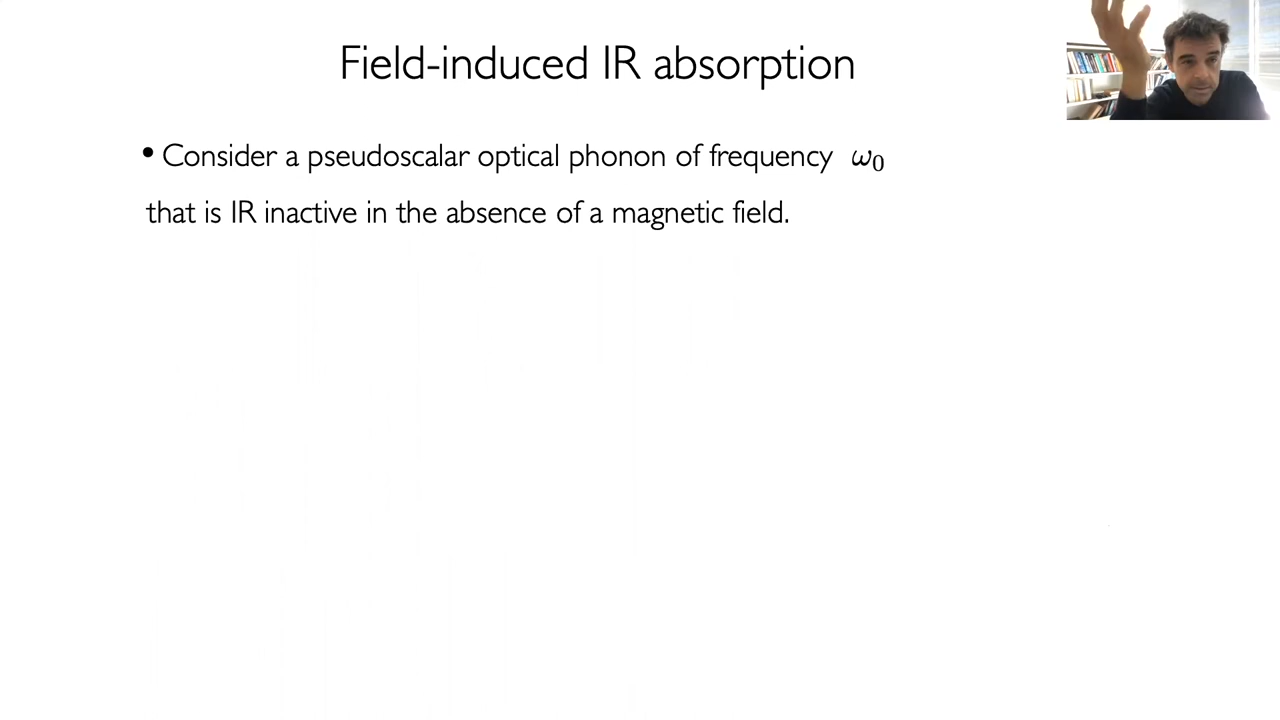 Field-induced IR absorption
• Consider a pseudoscalar optical phonon of frequency ω₀
that is IR inactive in the absence of a magnetic field.